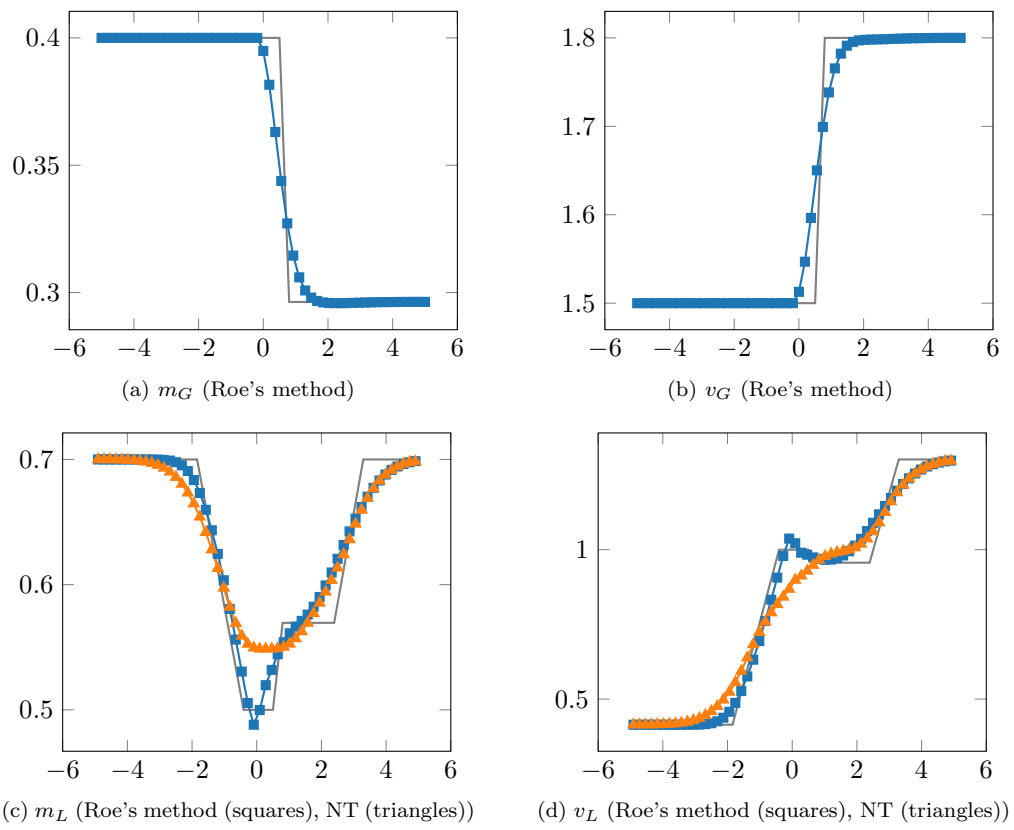 0.4
0.35
0.3
−6 −4 −2 0 2 4 6
(a) m_G (Roe's method)
1.8
1.7
1.6
1.5
−6 −4 −2 0 2 4 6
(b) v_G (Roe's method)
0.7
0.6
0.5
−6 −4 −2 0 2 4 6
(c) m_L (Roe's method (squares), NT (triangles))
1
0.5
−6 −4 −2 0 2 4 6
(d) v_L (Roe's method (squares), NT (triangles))